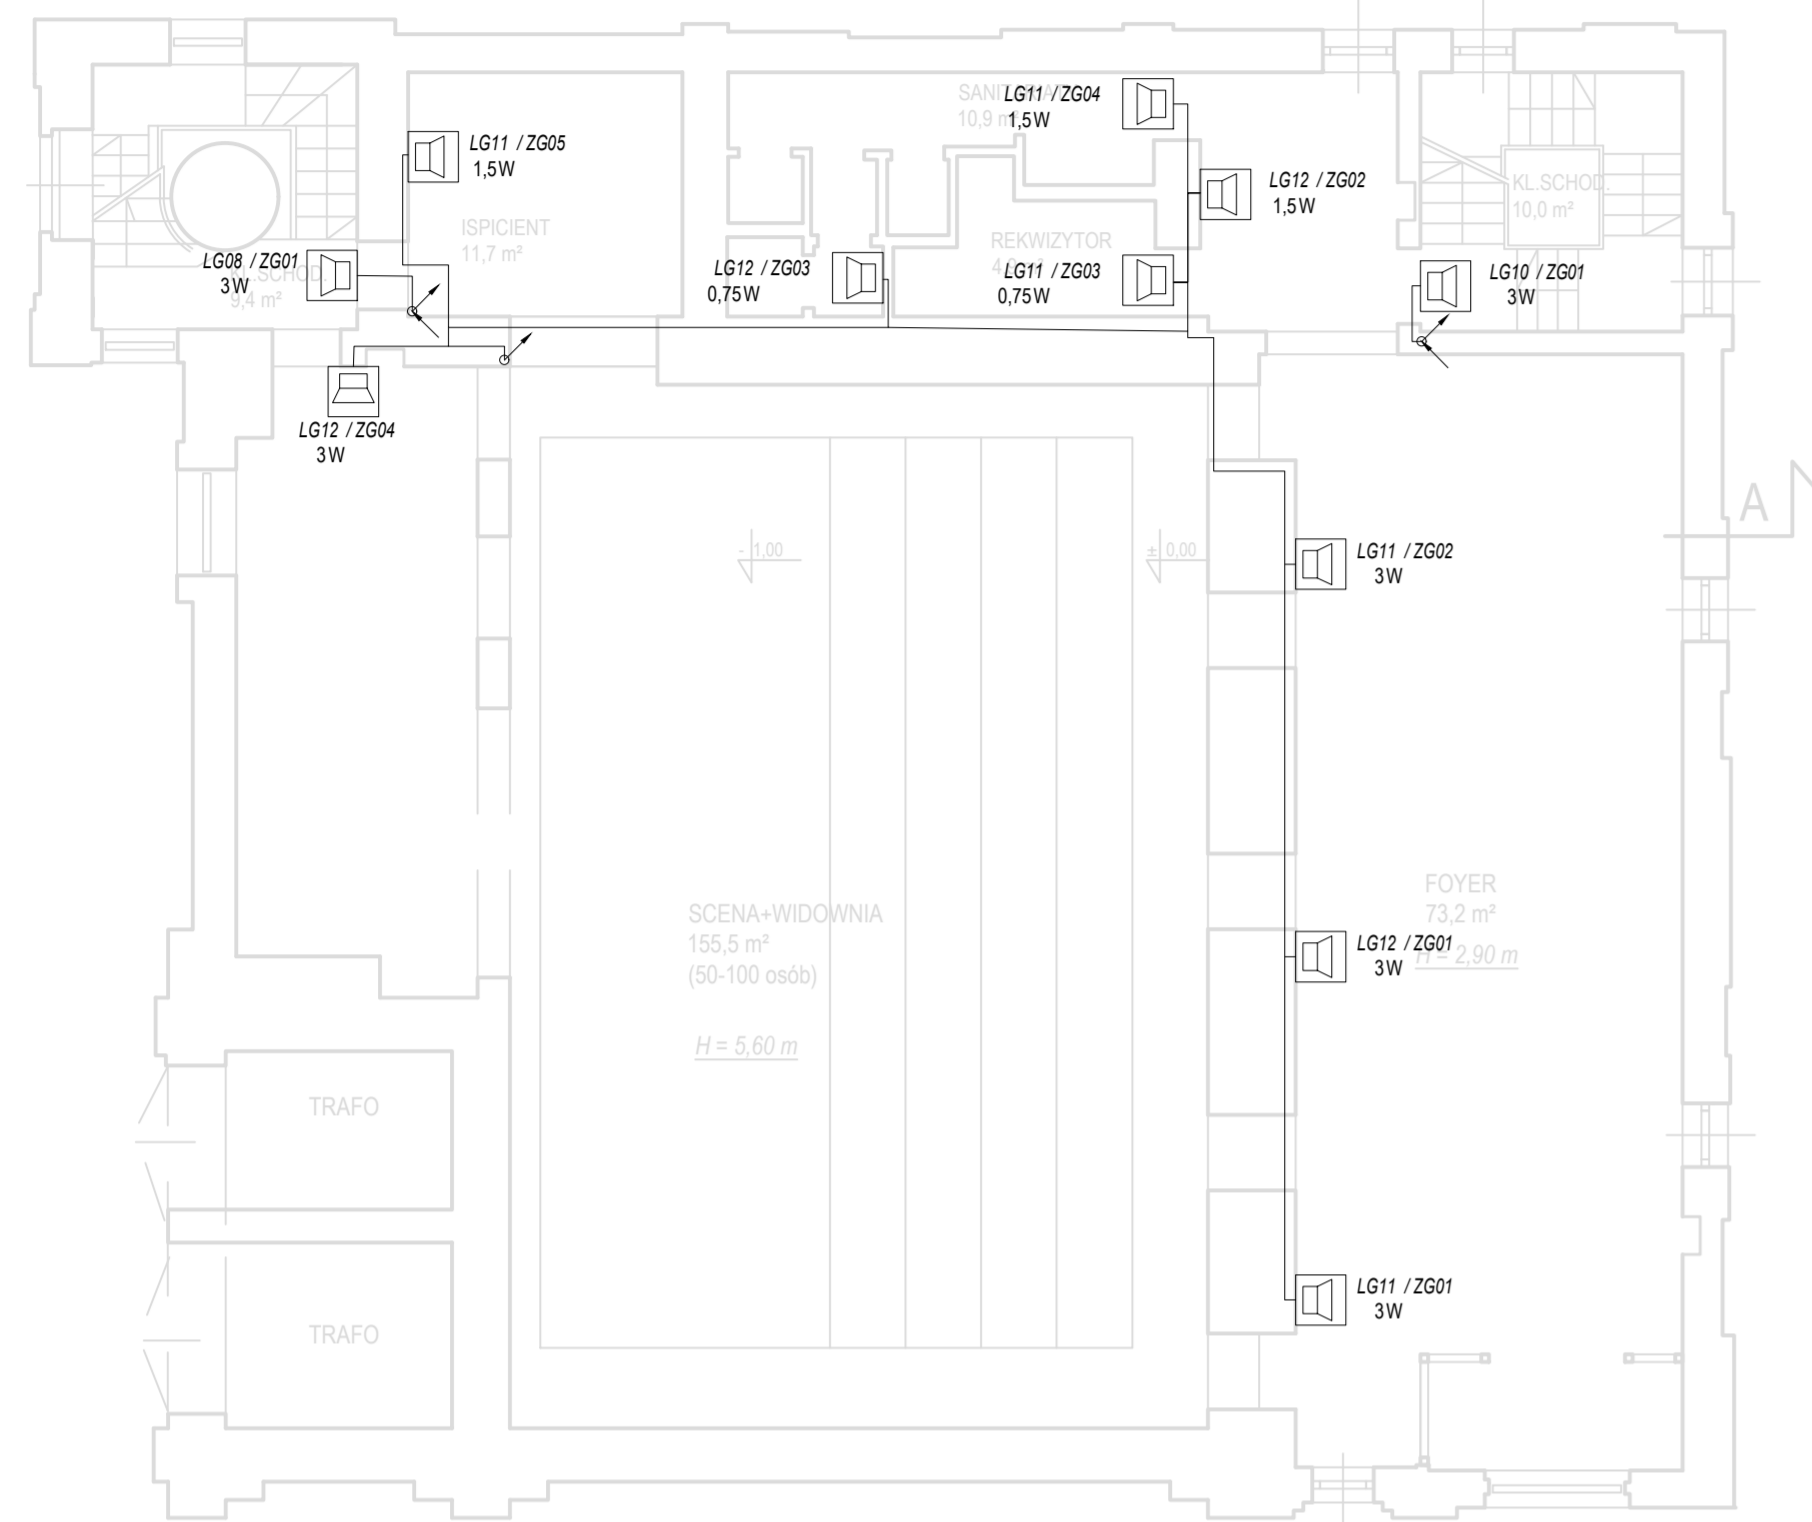 LG11 / ZG04
1,5W
10,9 m²
LG11 / ZG05
1,5W
LG12 / ZG02
1,5W
KL.SCHOD.
10,0 m²
ISPICIENT
11,7 m²
REKWIZYTOR
LG08 / ZG01
3W
KL.SCHOD.
9,4 m²
LG12 / ZG03
0,75W
LG11 / ZG03
0,75W
LG10 / ZG01
3W
LG12 / ZG04
3W
A
- 1,00
± 0,00
LG11 / ZG02
3W
FOYER
73,2 m²
H = 2,90 m
LG12 / ZG01
3W
SCENA+WIDOWNIA
155,5 m²
(50-100 osób)
H = 5,60 m
TRAFO
LG11 / ZG01
3W
TRAFO